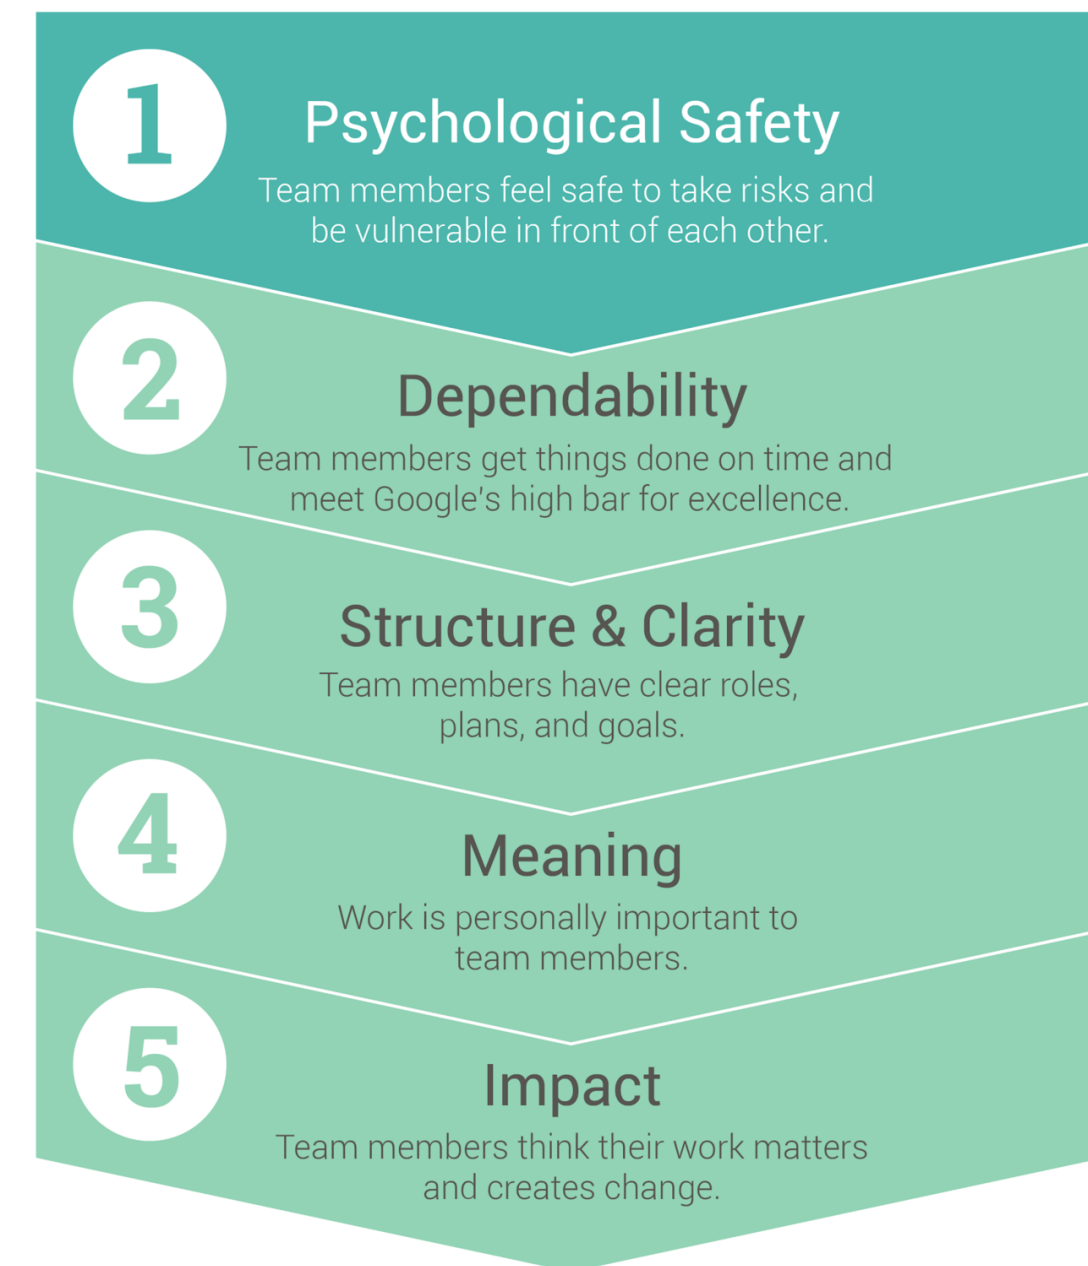 1
Psychological Safety
Team members feel safe to take risks and
be vulnerable in front of each other.
2
Dependability
Team members get things done on time and
meet Google's high bar for excellence.
3
Structure & Clarity
Team members have clear roles,
plans, and goals.
4
Meaning
Work is personally important to
team members.
5
Impact
Team members think their work matters
and creates change.